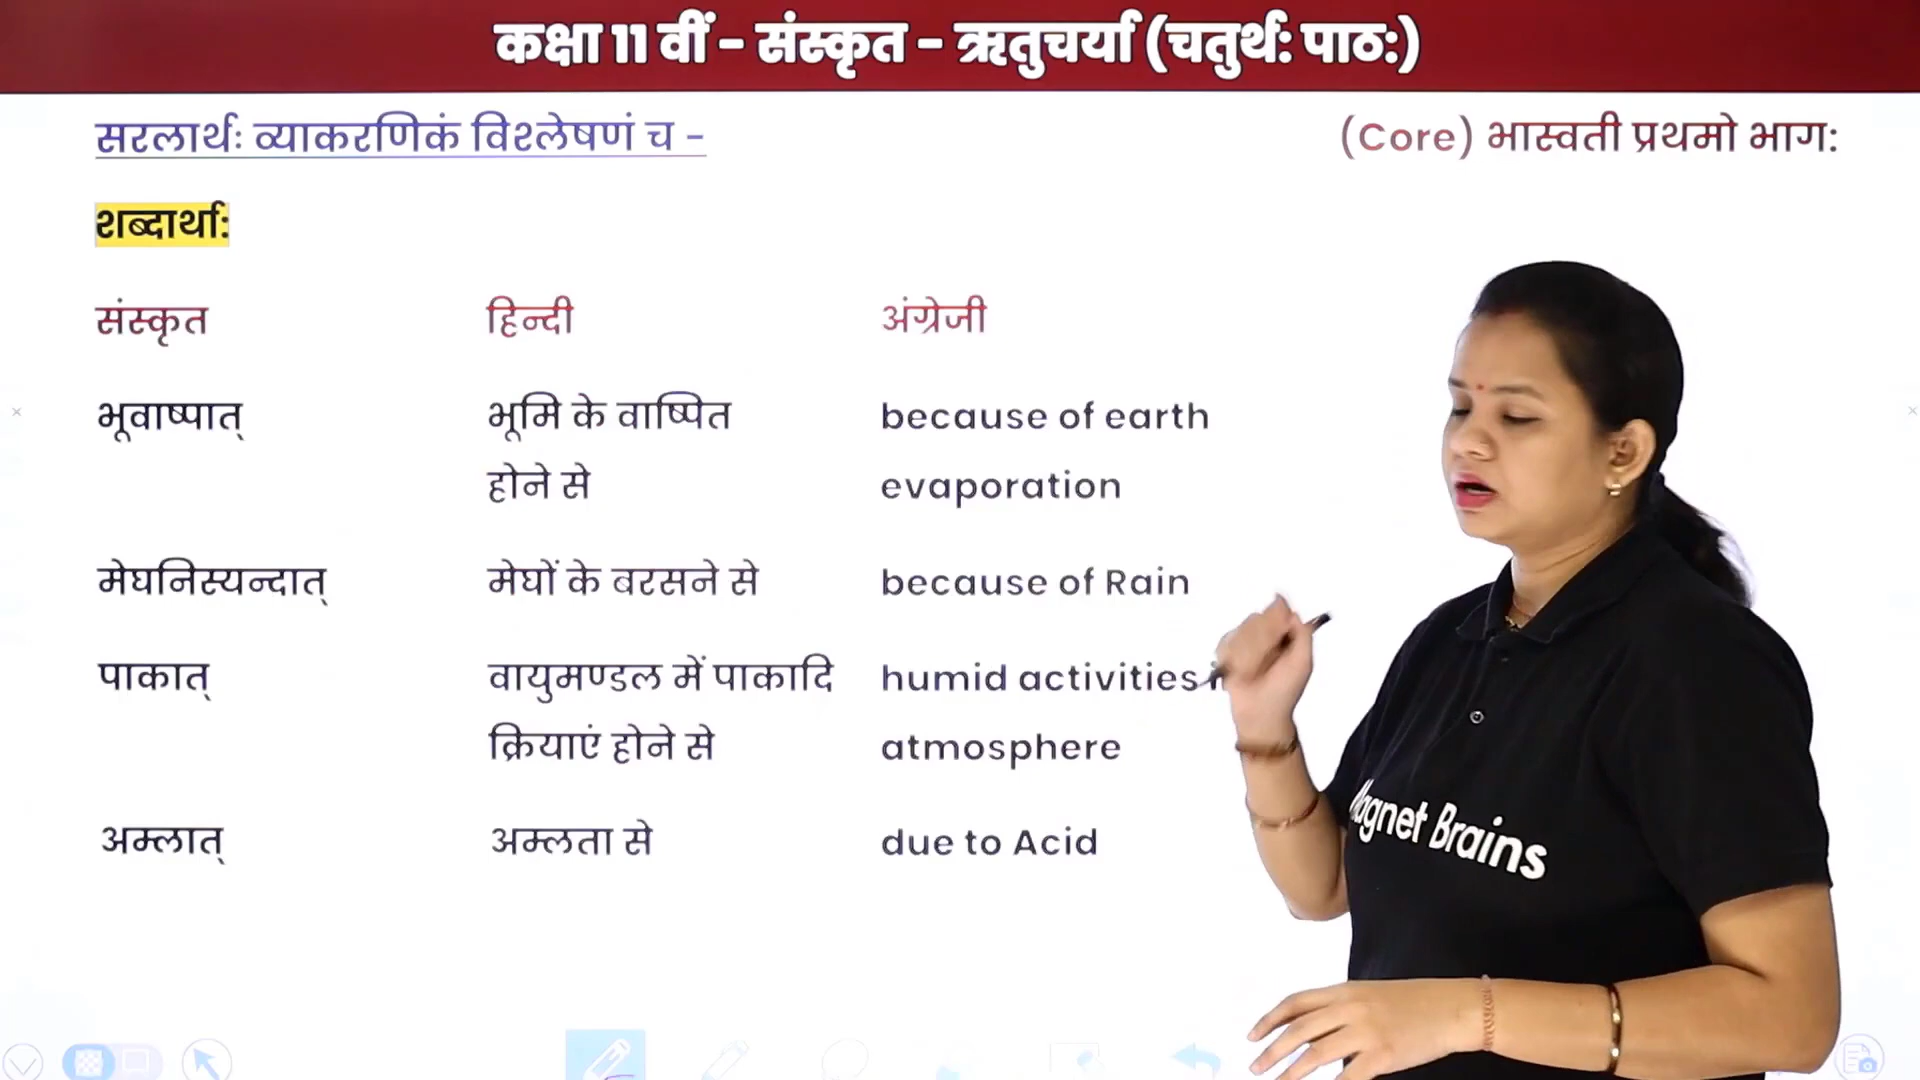 कक्षा 11 वीं - संस्कृत - ऋतुचर्या (चतुर्थ: पाठ:)
सरलार्थः व्याकरणिकं विश्लेषणं च -
(Core) भास्वती प्रथमो भाग:
शब्दार्था:
संस्कृत हिन्दी अंग्रेजी
भूवाष्पात् भूमि के वाष्पित because of earth
होने से evaporation
मेघनिस्यन्दात् मेघों के बरसने से because of Rain
पाकात् वायुमण्डल में पाकादि humid activities
क्रियाएं होने से atmosphere
अम्लात् अम्लता से due to Acid
agnet Brains